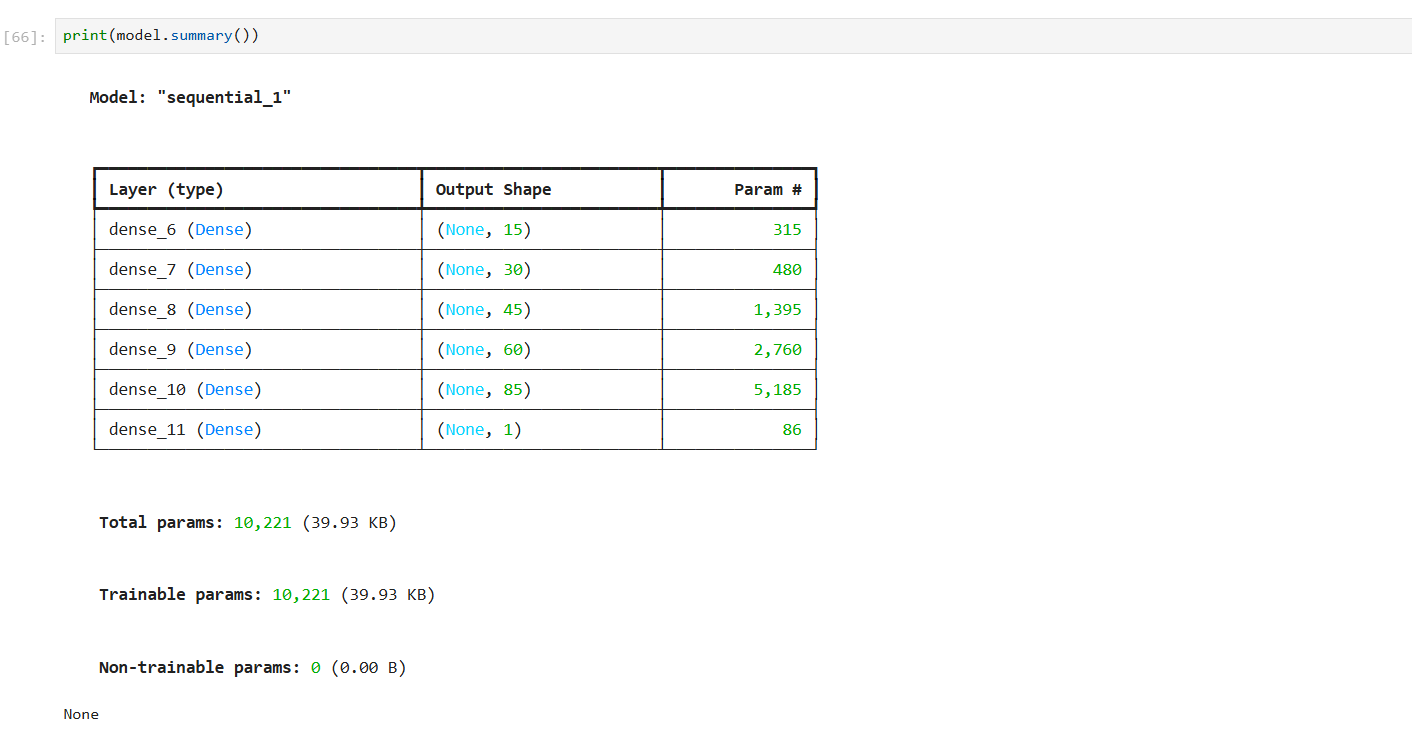 [66]: print(model.summary())
Model: "sequential_1"
Layer (type) Output Shape Param #
dense_6 (Dense) (None, 15) 315
dense_7 (Dense) (None, 30) 480
dense_8 (Dense) (None, 45) 1,395
dense_9 (Dense) (None, 60) 2,760
dense_10 (Dense) (None, 85) 5,185
dense_11 (Dense) (None, 1) 86
Total params: 10,221 (39.93 KB)
Trainable params: 10,221 (39.93 KB)
Non-trainable params: 0 (0.00 B)
None